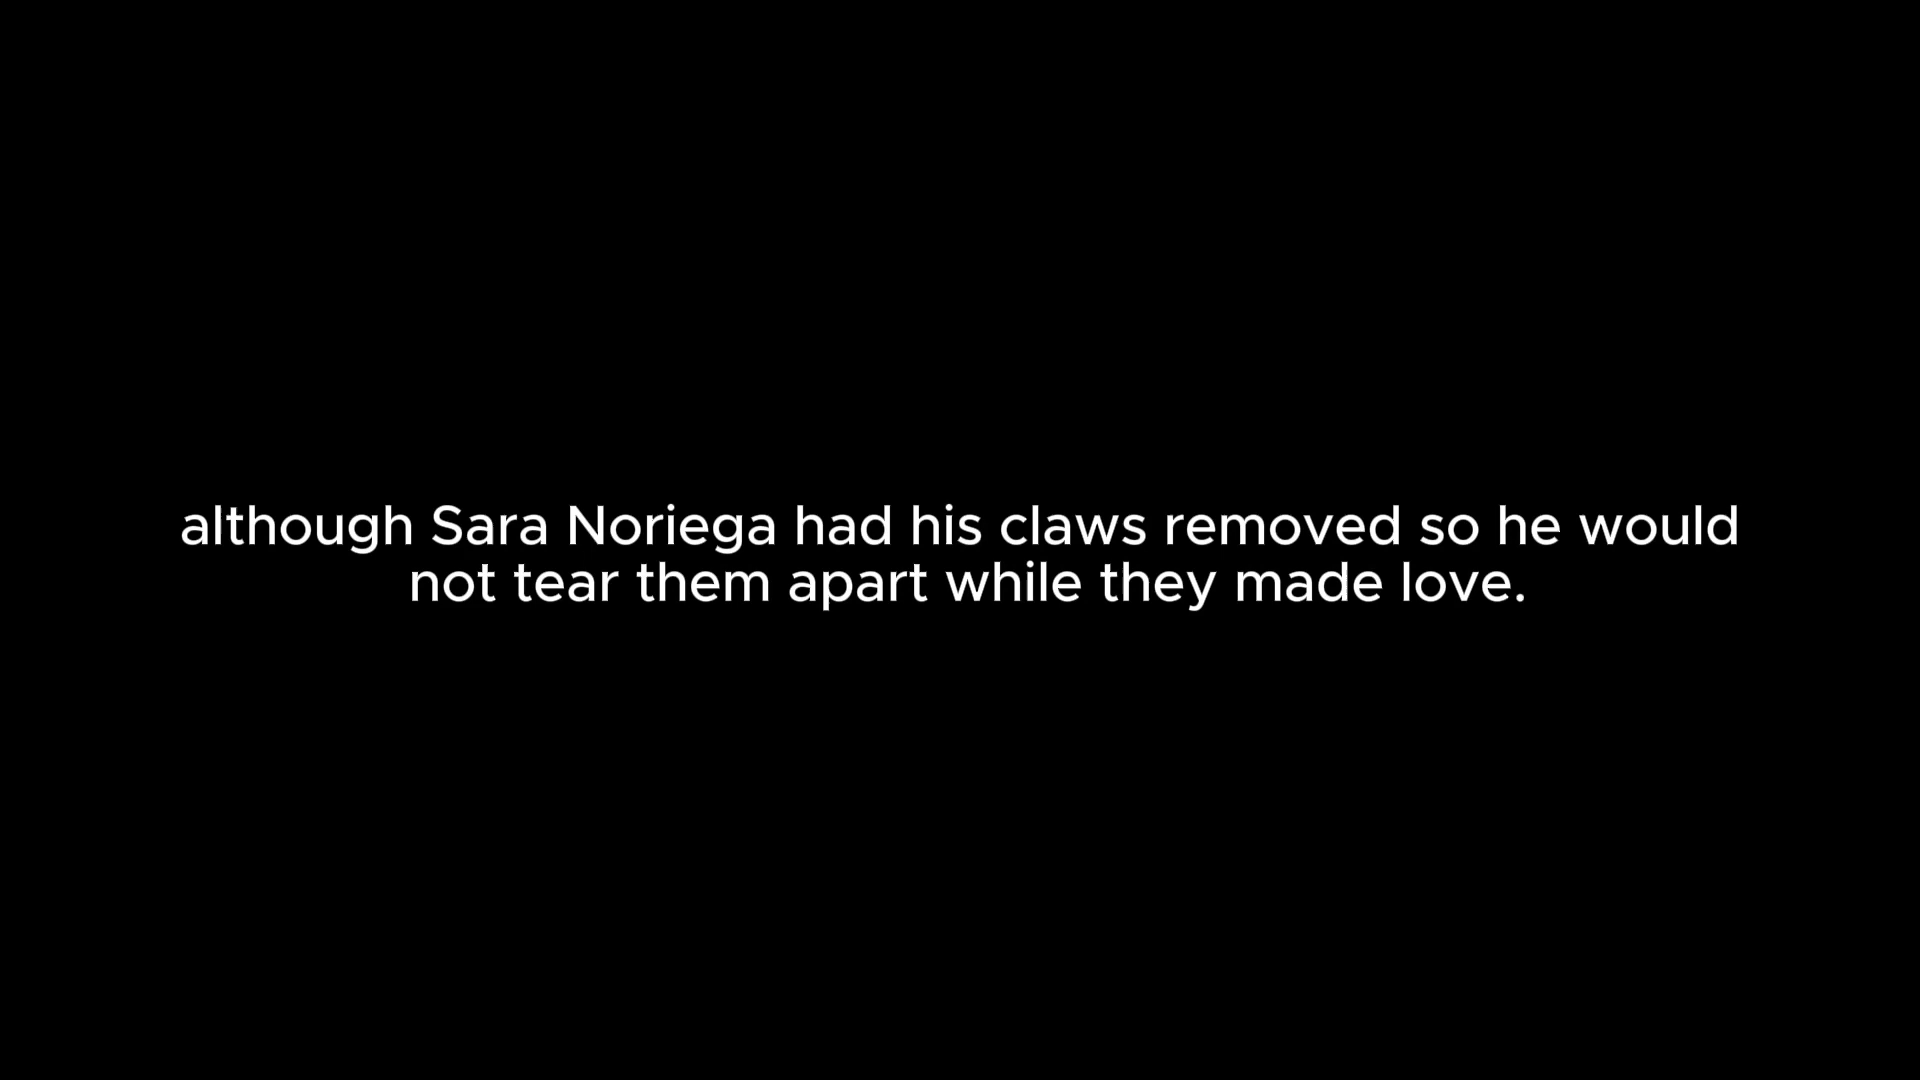 although Sara Noriega had his claws removed so he would
not tear them apart while they made love.